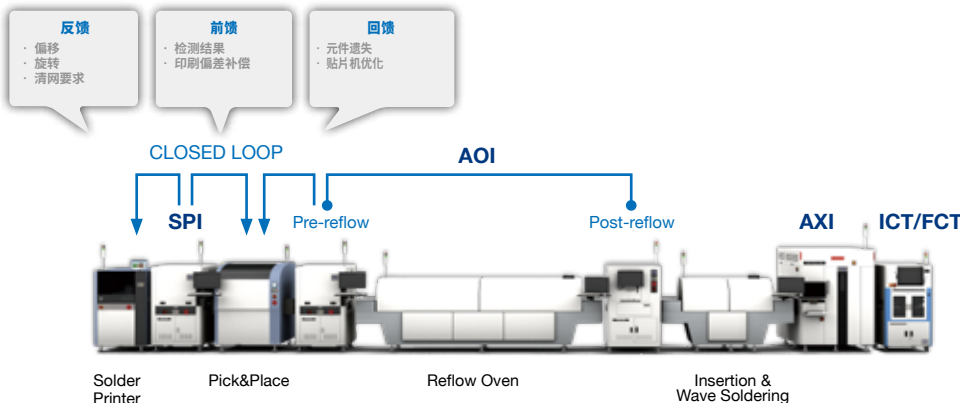 反馈
· 偏移
· 旋转
· 清网要求
前馈
· 检测结果
· 印刷偏差补偿
回馈
· 元件遗失
· 贴片机优化
CLOSED LOOP
AOI
SPI
Pre-reflow
Post-reflow
AXI
ICT/FCT
Solder
Printer
Pick&Place
Reflow Oven
Insertion &
Wave Soldering